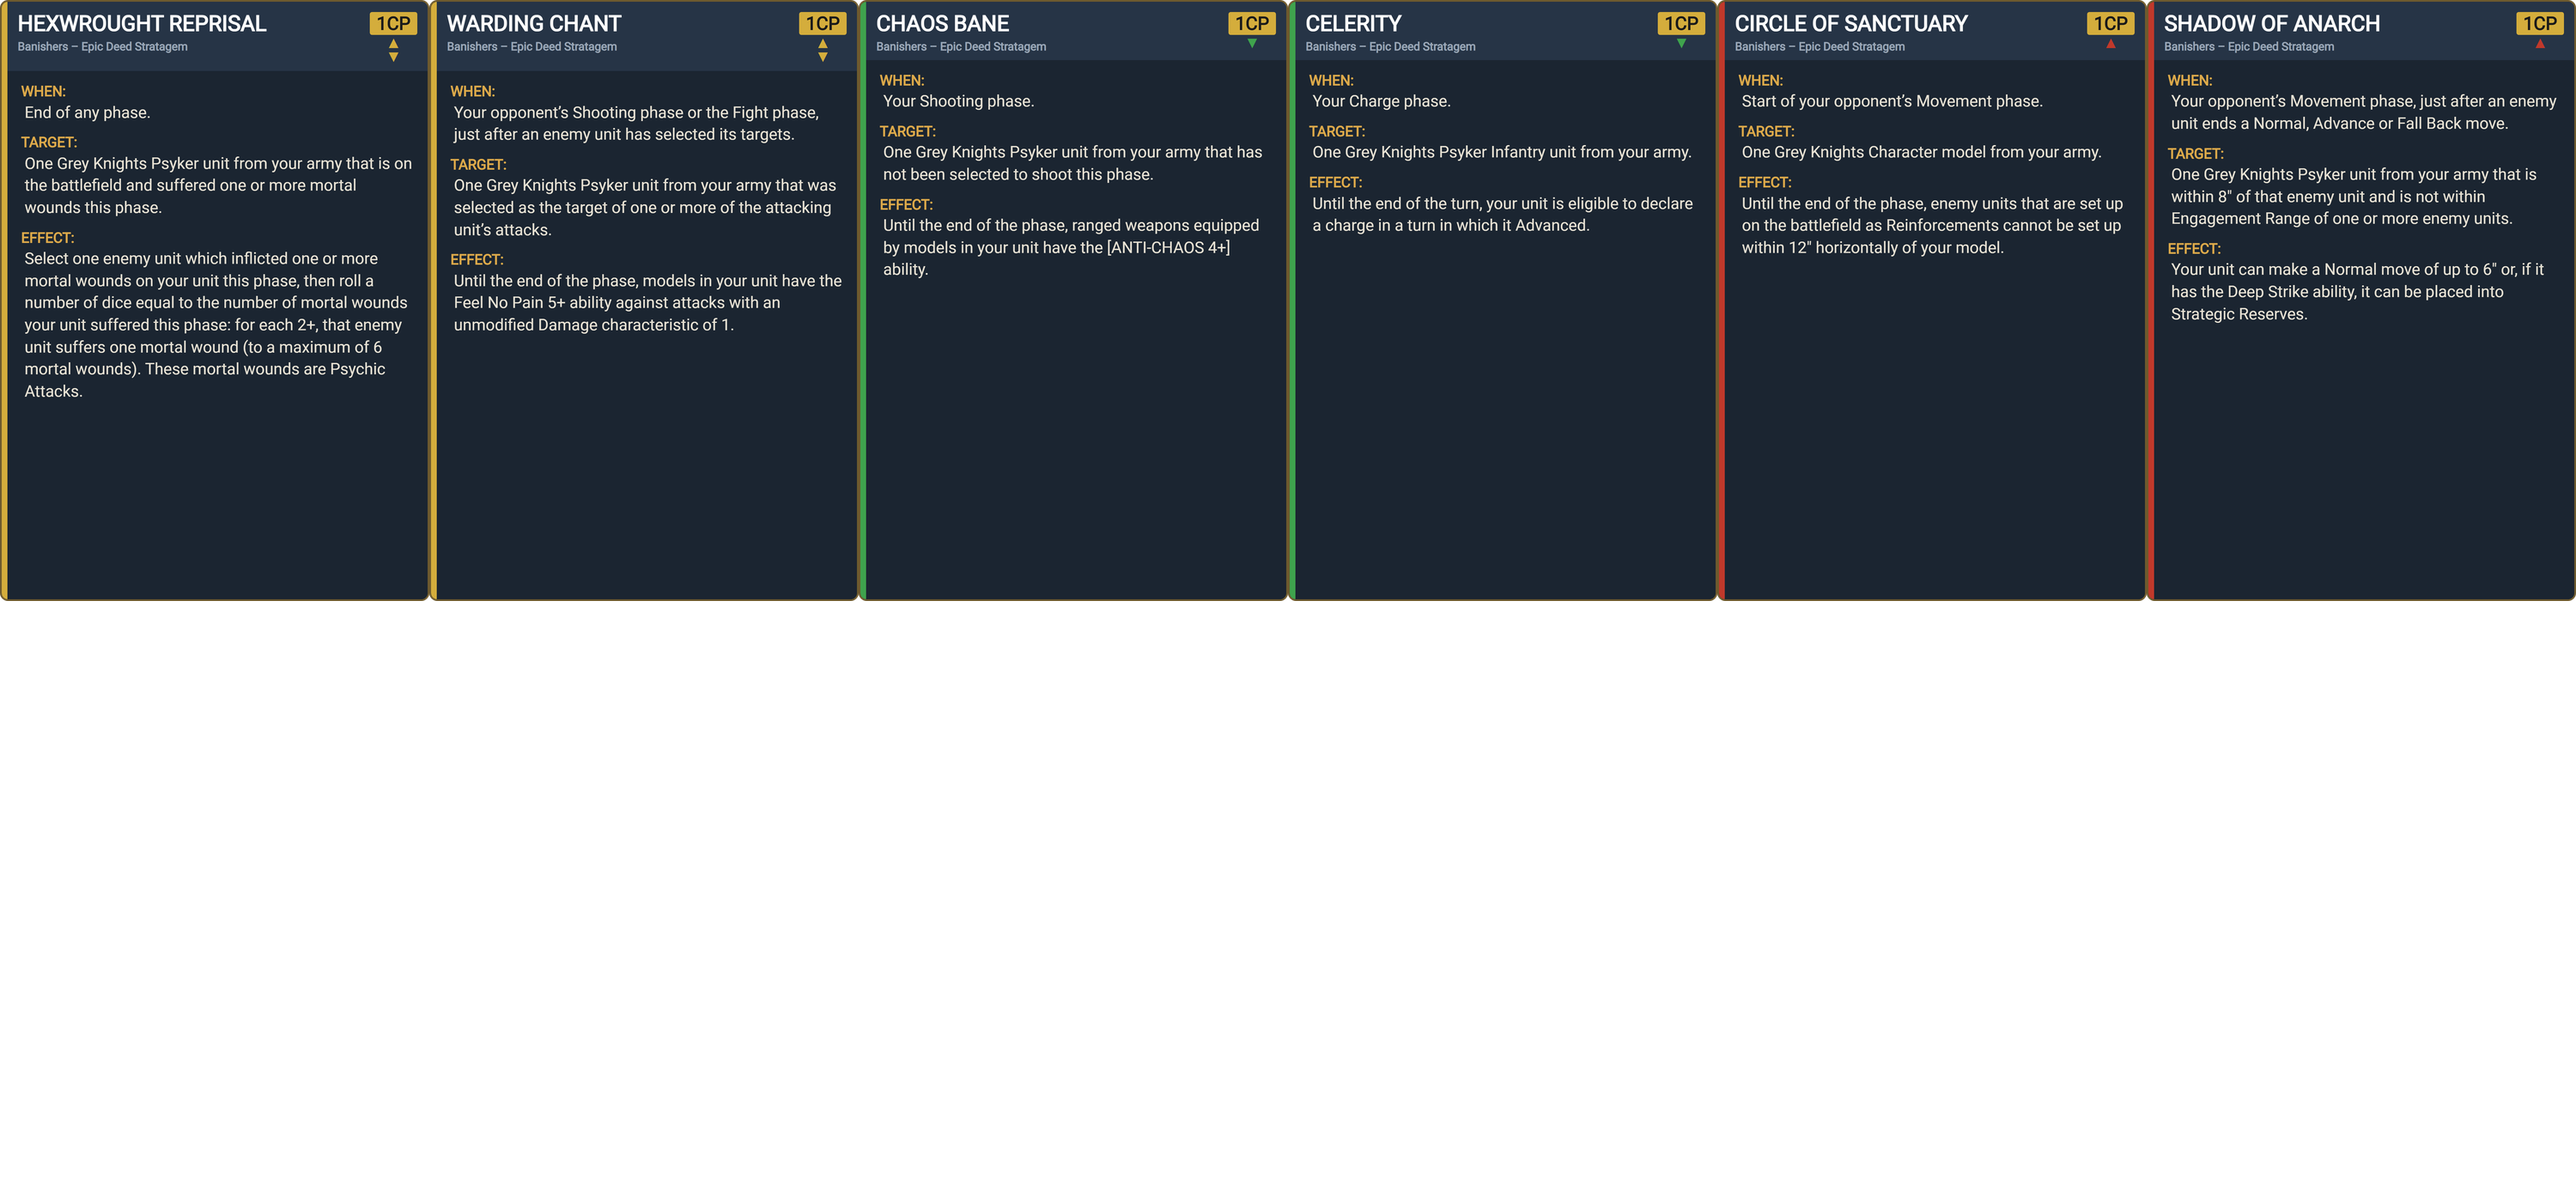 HEXWROUGHT REPRISAL
1CP
Banishers – Epic Deed Stratagem
WHEN:
End of any phase.
TARGET:
One Grey Knights Psyker unit from your army that is on
the battlefield and suffered one or more mortal
wounds this phase.
EFFECT:
Select one enemy unit which inflicted one or more
mortal wounds on your unit this phase, then roll a
number of dice equal to the number of mortal wounds
your unit suffered this phase: for each 2+, that enemy
unit suffers one mortal wound (to a maximum of 6
mortal wounds). These mortal wounds are Psychic
Attacks.
WARDING CHANT
1CP
Banishers – Epic Deed Stratagem
WHEN:
Your opponent’s Shooting phase or the Fight phase,
just after an enemy unit has selected its targets.
TARGET:
One Grey Knights Psyker unit from your army that was
selected as the target of one or more of the attacking
unit’s attacks.
EFFECT:
Until the end of the phase, models in your unit have the
Feel No Pain 5+ ability against attacks with an
unmodified Damage characteristic of 1.
CHAOS BANE
1CP
Banishers – Epic Deed Stratagem
WHEN:
Your Shooting phase.
TARGET:
One Grey Knights Psyker unit from your army that has
not been selected to shoot this phase.
EFFECT:
Until the end of the phase, ranged weapons equipped
by models in your unit have the [ANTI-CHAOS 4+]
ability.
CELERITY
1CP
Banishers – Epic Deed Stratagem
WHEN:
Your Charge phase.
TARGET:
One Grey Knights Psyker Infantry unit from your army.
EFFECT:
Until the end of the turn, your unit is eligible to declare
a charge in a turn in which it Advanced.
CIRCLE OF SANCTUARY
1CP
Banishers – Epic Deed Stratagem
WHEN:
Start of your opponent’s Movement phase.
TARGET:
One Grey Knights Character model from your army.
EFFECT:
Until the end of the phase, enemy units that are set up
on the battlefield as Reinforcements cannot be set up
within 12" horizontally of your model.
SHADOW OF ANARCH
1CP
Banishers – Epic Deed Stratagem
WHEN:
Your opponent’s Movement phase, just after an enemy
unit ends a Normal, Advance or Fall Back move.
TARGET:
One Grey Knights Psyker unit from your army that is
within 8" of that enemy unit and is not within
Engagement Range of one or more enemy units.
EFFECT:
Your unit can make a Normal move of up to 6" or, if it
has the Deep Strike ability, it can be placed into
Strategic Reserves.